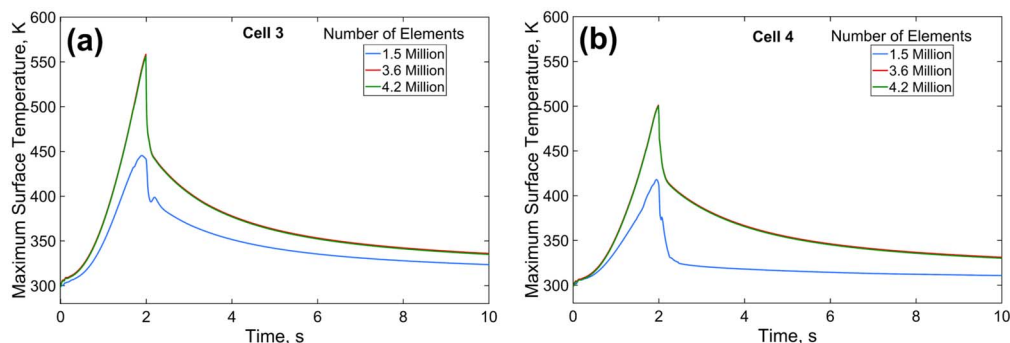 (a)
Cell 3
Number of Elements
1.5 Million
3.6 Million
4.2 Million
Maximum Surface Temperature, K
600
550
500
450
400
350
300
0
2
4
6
8
10
Time, s
(b)
Cell 4
Number of Elements
1.5 Million
3.6 Million
4.2 Million
Maximum Surface Temperature, K
600
550
500
450
400
350
300
0
2
4
6
8
10
Time, s